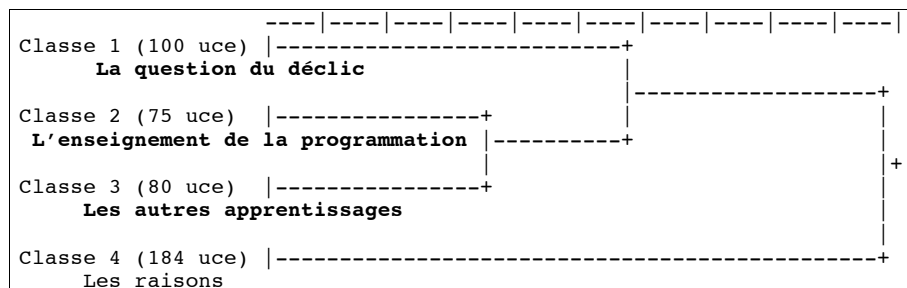 ----|----|----|----|----|----|----|----|----|----|
Classe 1 (100 uce) |---------------------------+
La question du déclic |
|-------------------+
Classe 2 (75 uce) |----------------+ | |
L'enseignement de la programmation |----------+ |
| |+
Classe 3 (80 uce) |----------------+ |
Les autres apprentissages |
|
Classe 4 (184 uce) |-----------------------------------------------+
Les raisons